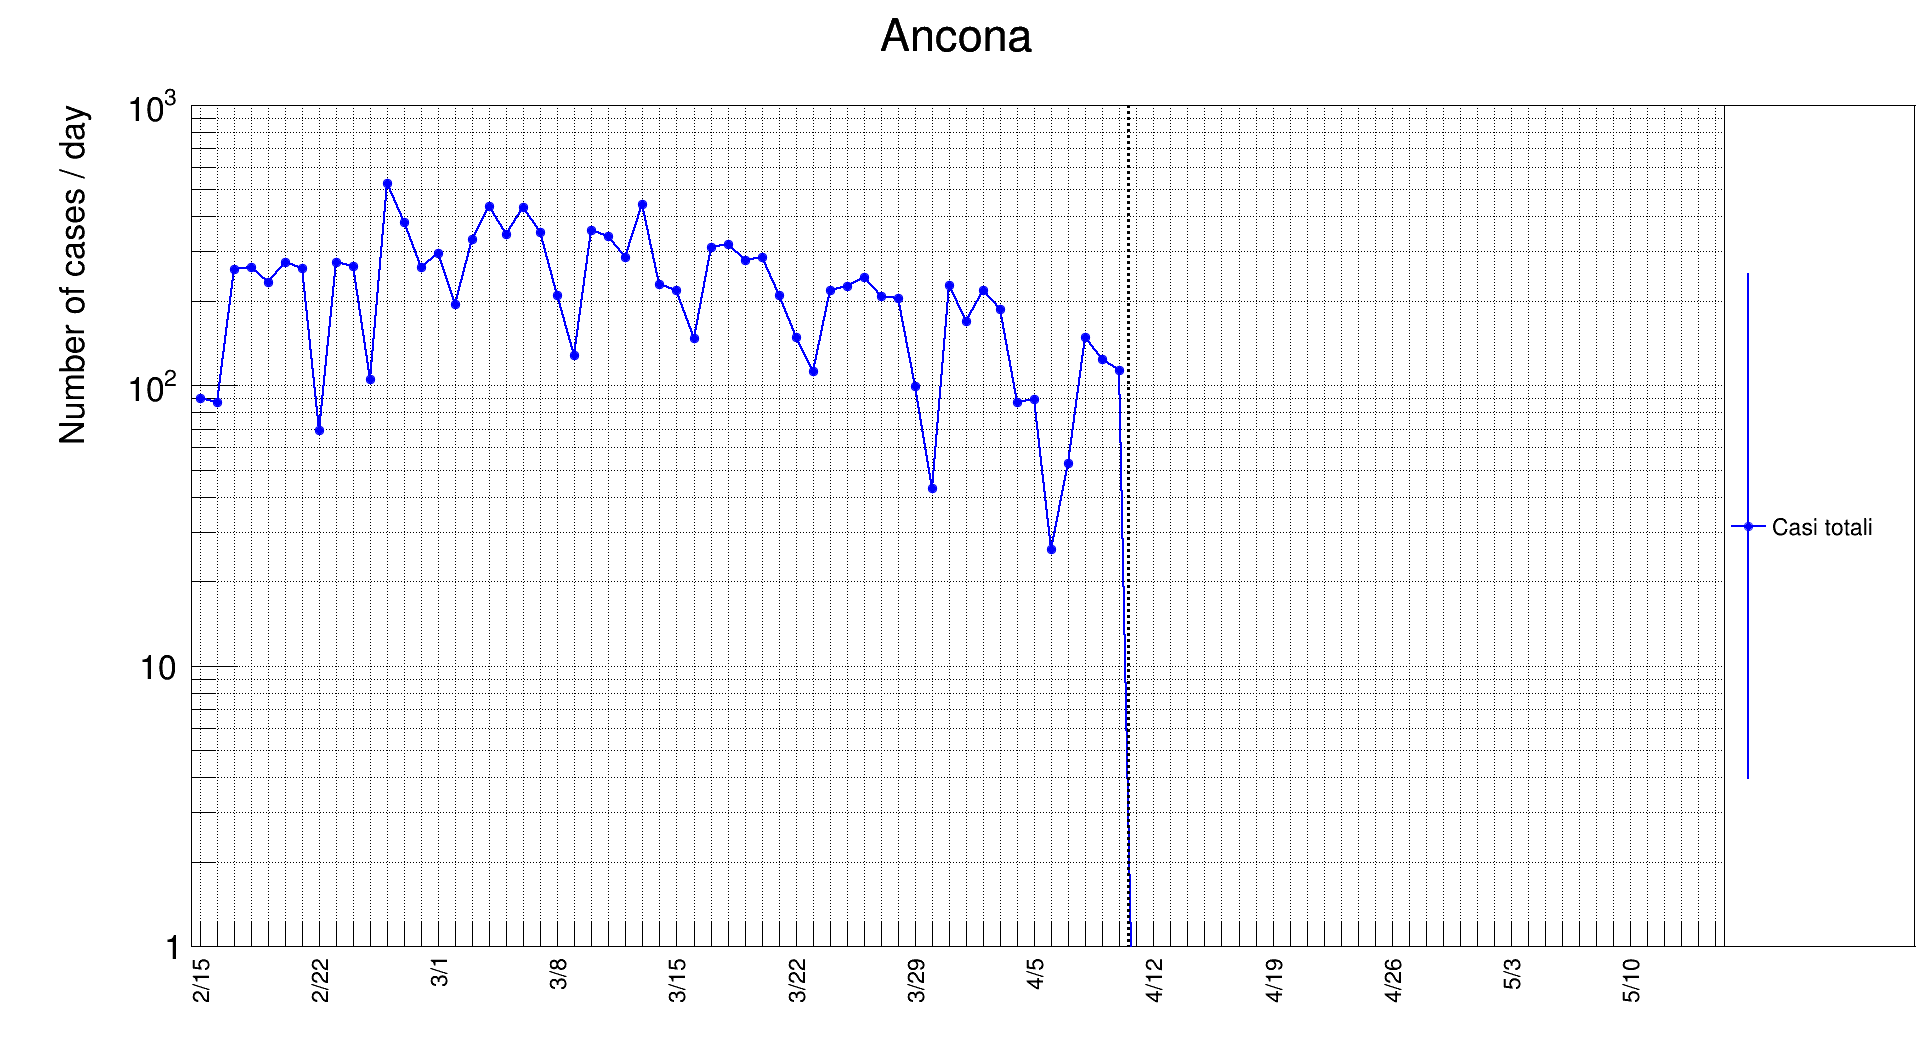 Ancona
Number of cases / day
10³
10²
10
1
2/15 2/22 3/1 3/8 3/15 3/22 3/29 4/5 4/12 4/19 4/26 5/3 5/10
Casi totali